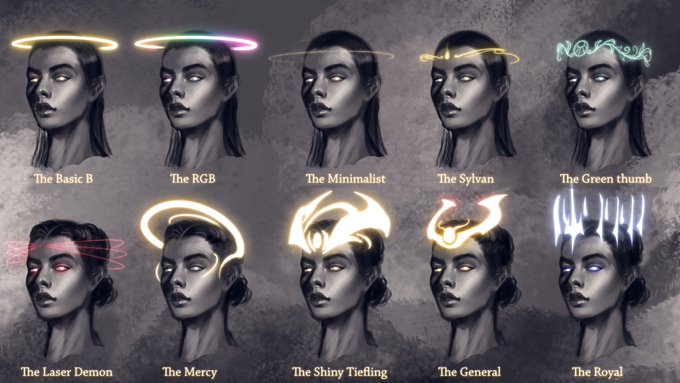 The Basic B
The RGB
The Minimalist
The Sylvan
The Green thumb
The Laser Demon
The Mercy
The Shiny Tiefling
The General
The Royal